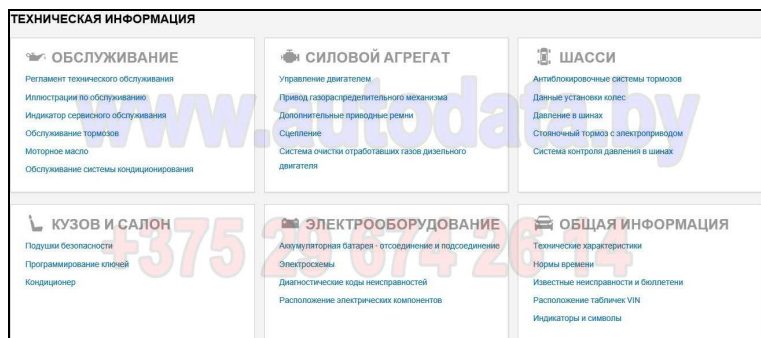 ТЕХНИЧЕСКАЯ ИНФОРМАЦИЯ
ОБСЛУЖИВАНИЕ
Регламент технического обслуживания
Иллюстрации по обслуживанию
Индикатор сервисного обслуживания
Обслуживание тормозов
Моторное масло
Обслуживание системы кондиционирования
СИЛОВОЙ АГРЕГАТ
Управление двигателем
Привод газораспределительного механизма
Дополнительные приводные ремни
Сцепление
Система очистки отработавших газов дизельного
двигателя
ШАССИ
Антиблокировочные системы тормозов
Данные установки колес
Давление в шинах
Стояночный тормоз с электроприводом
Система контроля давления в шинах
www.autodata.by
КУЗОВ И САЛОН
Подушки безопасности
Программирование ключей
Кондиционер
ЭЛЕКТРООБОРУДОВАНИЕ
Аккумуляторная батарея - отсоединение и подсоединение
Электросхемы
Диагностические коды неисправностей
Расположение электрических компонентов
ОБЩАЯ ИНФОРМАЦИЯ
Технические характеристики
Нормы времени
Известные неисправности и бюллетени
Расположение табличек VIN
Индикаторы и символы
+375 29 674 26 14